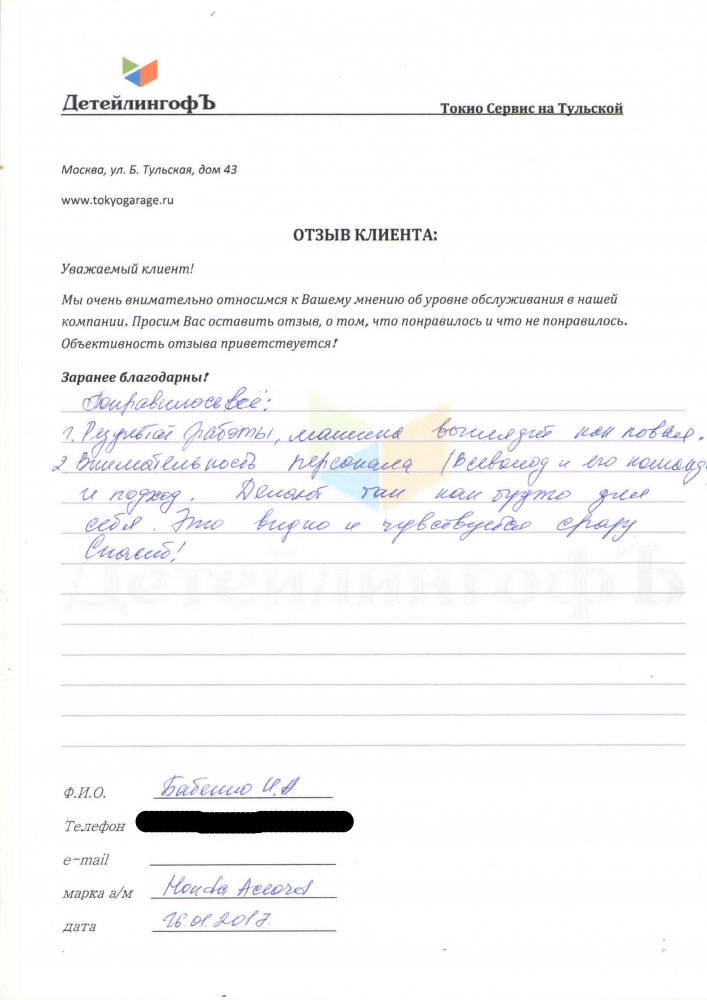 ДетейлингофЪ
Токио Сервис на Тульской
Москва, ул. Б. Тульская, дом 43
www.tokyogarage.ru
ОТЗЫВ КЛИЕНТА:
Уважаемый клиент!
Мы очень внимательно относимся к Вашему мнению об уровне обслуживания в нашей
компании. Просим Вас оставить отзыв, о том, что понравилось и что не понравилось.
Объективность отзыва приветствуется!
Заранее благодарны!
Понравилось всё:
1. Результат работы, машина выглядит как новая.
2 Внимательность персонала (Всеволод и его команд
и подход. Делают так как будто для
себя. Это видно и чувствуется сразу
Спасиб!
ДетейлингофЪ
Ф.И.О. Бабенко И.А
Телефон
e-mail
марка а/м Honda Accord
дата 16.01.2017.